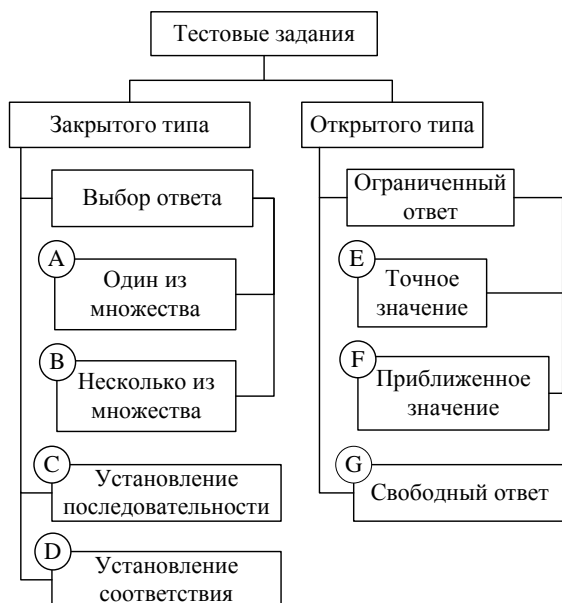 Тестовые задания
Закрытого типа
Открытого типа
Выбор ответа
A
Один из
множества
B
Несколько из
множества
C
Установление
последовательности
D
Установление
соответствия
Ограниченный
ответ
E
Точное
значение
F
Приближенное
значение
G
Свободный ответ